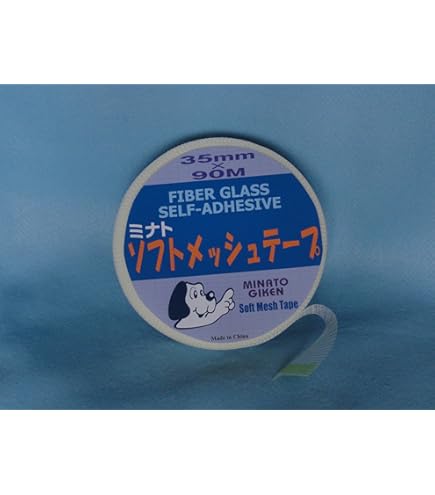 35mm
×
90M
FIBER GLASS
SELF-ADHESIVE
ミナト
ソフトメッシュテープ
MINATO
GIKEN
Soft Mesh Tape
Made in China